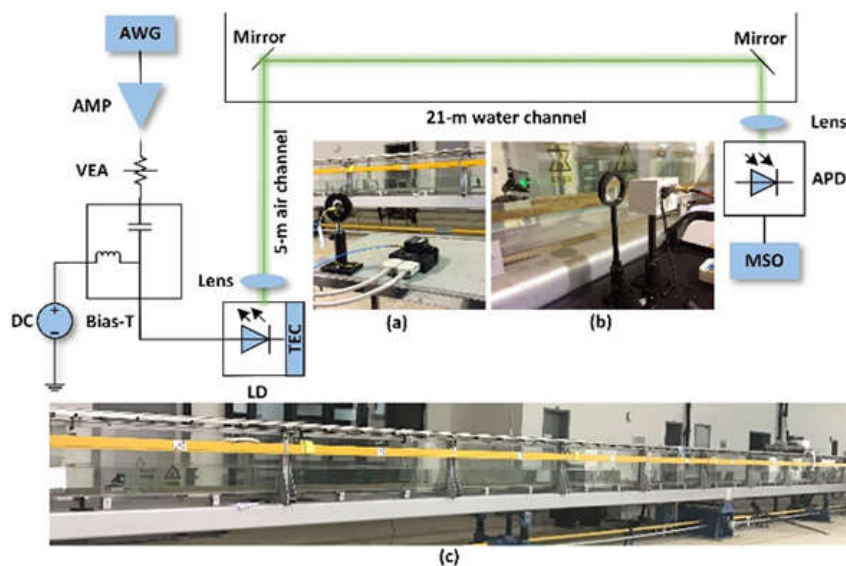 AWG
Mirror
Mirror
AMP
21-m water channel
Lens
VEA
5-m air channel
APD
Lens
MSO
DC
Bias-T
TEC
(a)
(b)
LD
(c)